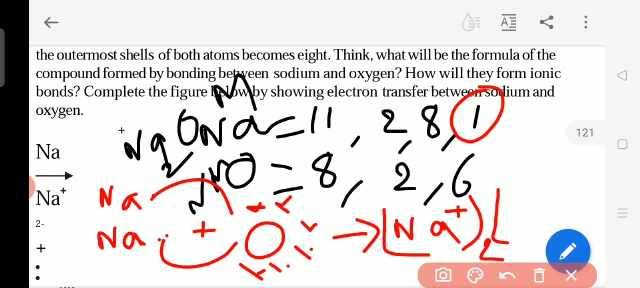 the outermost shells of both atoms becomes eight. Think, what will be the formula of the
compound formed by bonding between sodium and oxygen? How will they form ionic
bonds? Complete the figure below by showing electron transfer between sodium and
oxygen.
121
Na₂O Na = 11, 2, 8, 1
O = 8, 2, 6
Na
Na⁺
2-
+
:
Na
Na. + O → [Na⁺]₂[